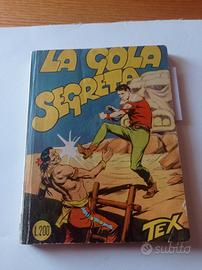 LA GOLA
SEGRETA
L.200
TEX
subito